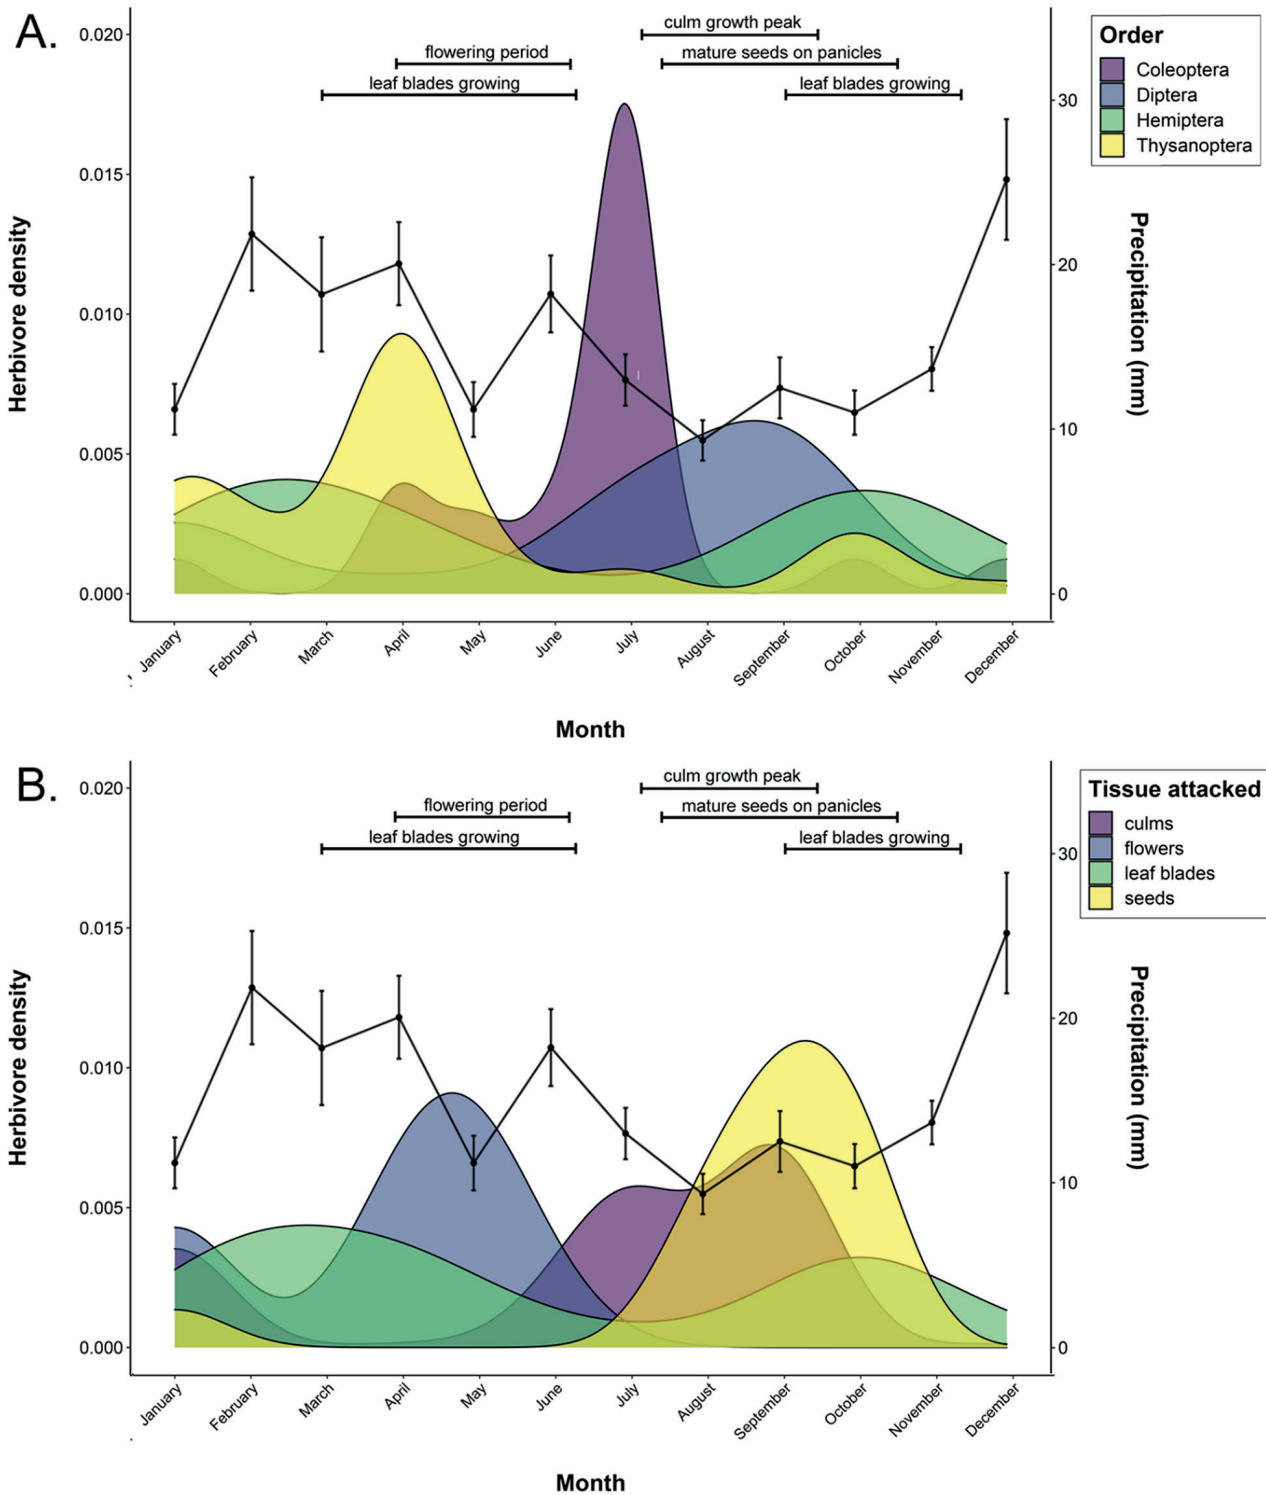 A.
culm growth peak
flowering period
mature seeds on panicles
leaf blades growing
leaf blades growing
Order
Coleoptera
Diptera
Hemiptera
Thysanoptera
Herbivore density
0.020
0.015
0.010
0.005
0.000
Precipitation (mm)
30
20
10
0
January
February
March
April
May
June
July
August
September
October
November
December
Month
B.
culm growth peak
flowering period
mature seeds on panicles
leaf blades growing
leaf blades growing
Tissue attacked
culms
flowers
leaf blades
seeds
Herbivore density
0.020
0.015
0.010
0.005
0.000
Precipitation (mm)
30
20
10
0
January
February
March
April
May
June
July
August
September
October
November
December
Month